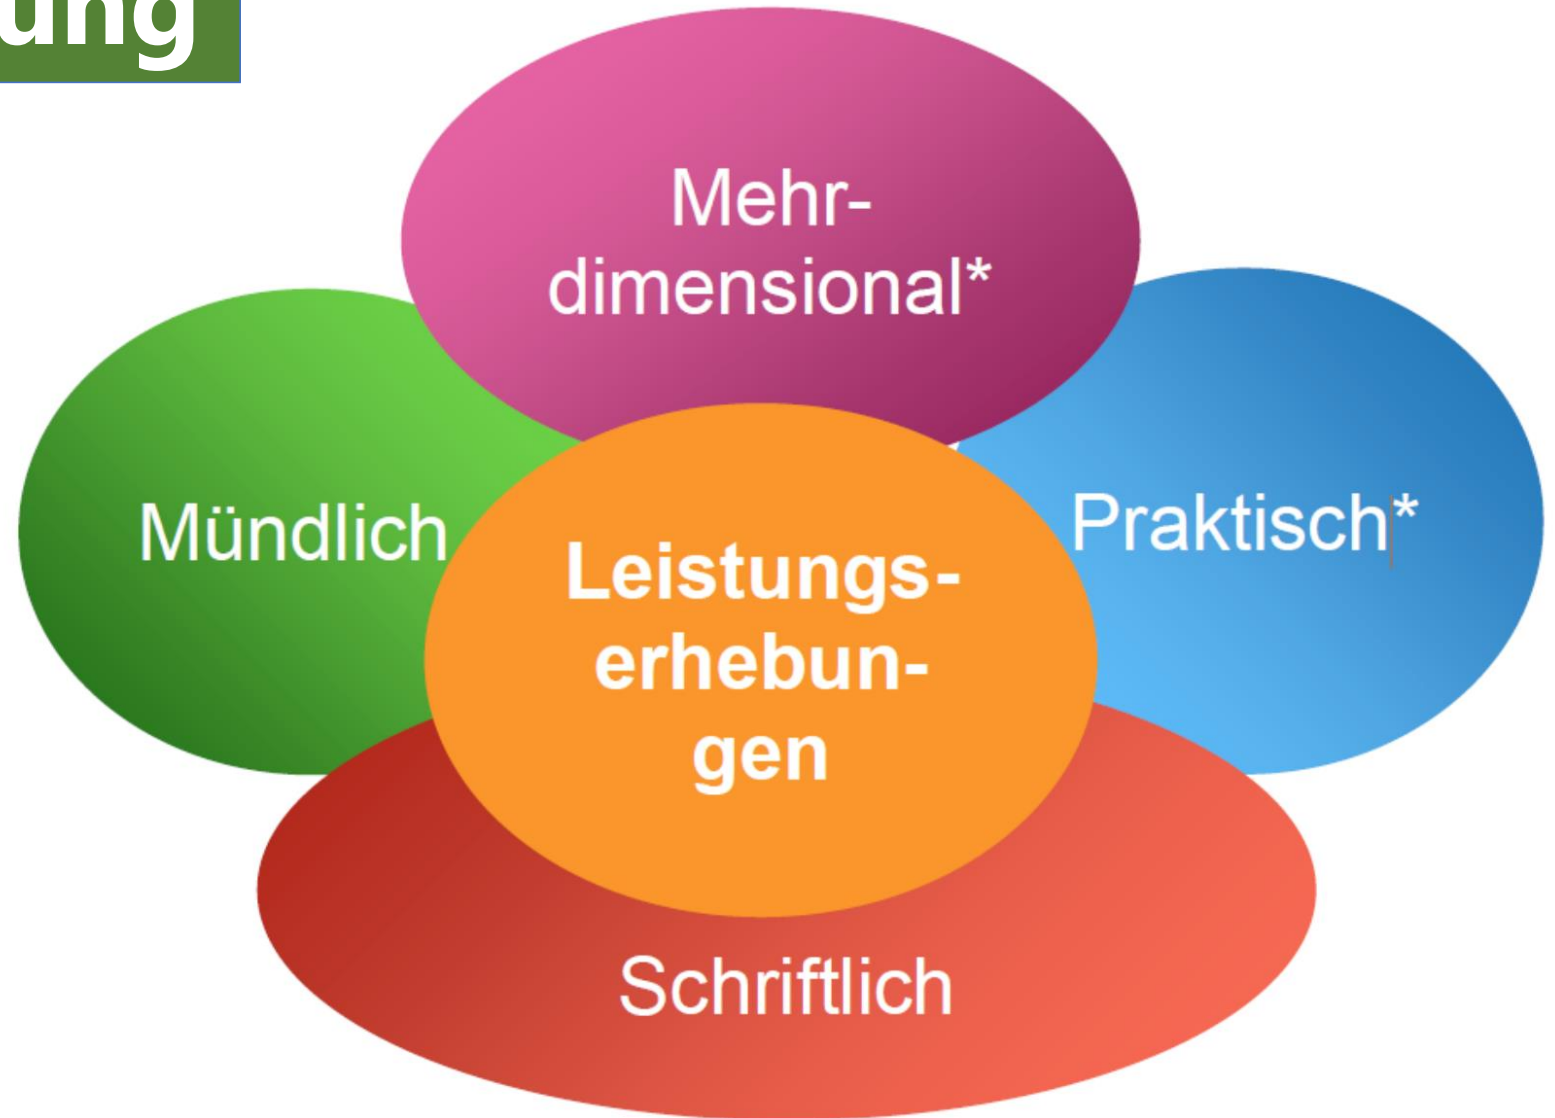 ung
Mehr-
dimensional*
Mündlich
Praktisch*
Leistungs-
erhebun-
gen
Schriftlich